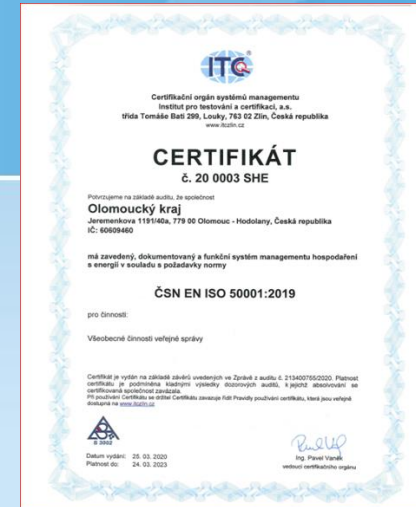 ITC
Certifikační orgán systémů managementu
Institut pro testování a certifikaci, a.s.
třída Tomáše Bati 299, Louky, 763 02 Zlín, Česká republika
www.itczlin.cz
CERTIFIKÁT
č. 20 0003 SHE
Potvrzujeme na základě auditu, že společnost
Olomoucký kraj
Jeremenkova 1191/40a, 779 00 Olomouc - Hodolany, Česká republika
IČ: 60609460
má zavedený, dokumentovaný a funkční systém managementu hospodaření
s energií v souladu s požadavky normy
ČSN EN ISO 50001:2019
pro činnosti:
Všeobecné činnosti veřejné správy
Certifikát je vydán na základě závěrů uvedených ve Zprávě z auditu č. 213400765/2020. Platnost
certifikátu je podmíněna kladnými výsledky dozorových auditů, k jejichž absolvování se
certifikovaná společnost zavázala.
Při používání Certifikátu se držitel Certifikátu zavazuje řídit Pravidly používání certifikátu, která jsou veřejně
dostupná na www.itczlin.cz
S 3002
Datum vydání: 25. 03. 2020
Platnost do: 24. 03. 2023
Ing. Pavel Vaněk
vedoucí certifikačního orgánu